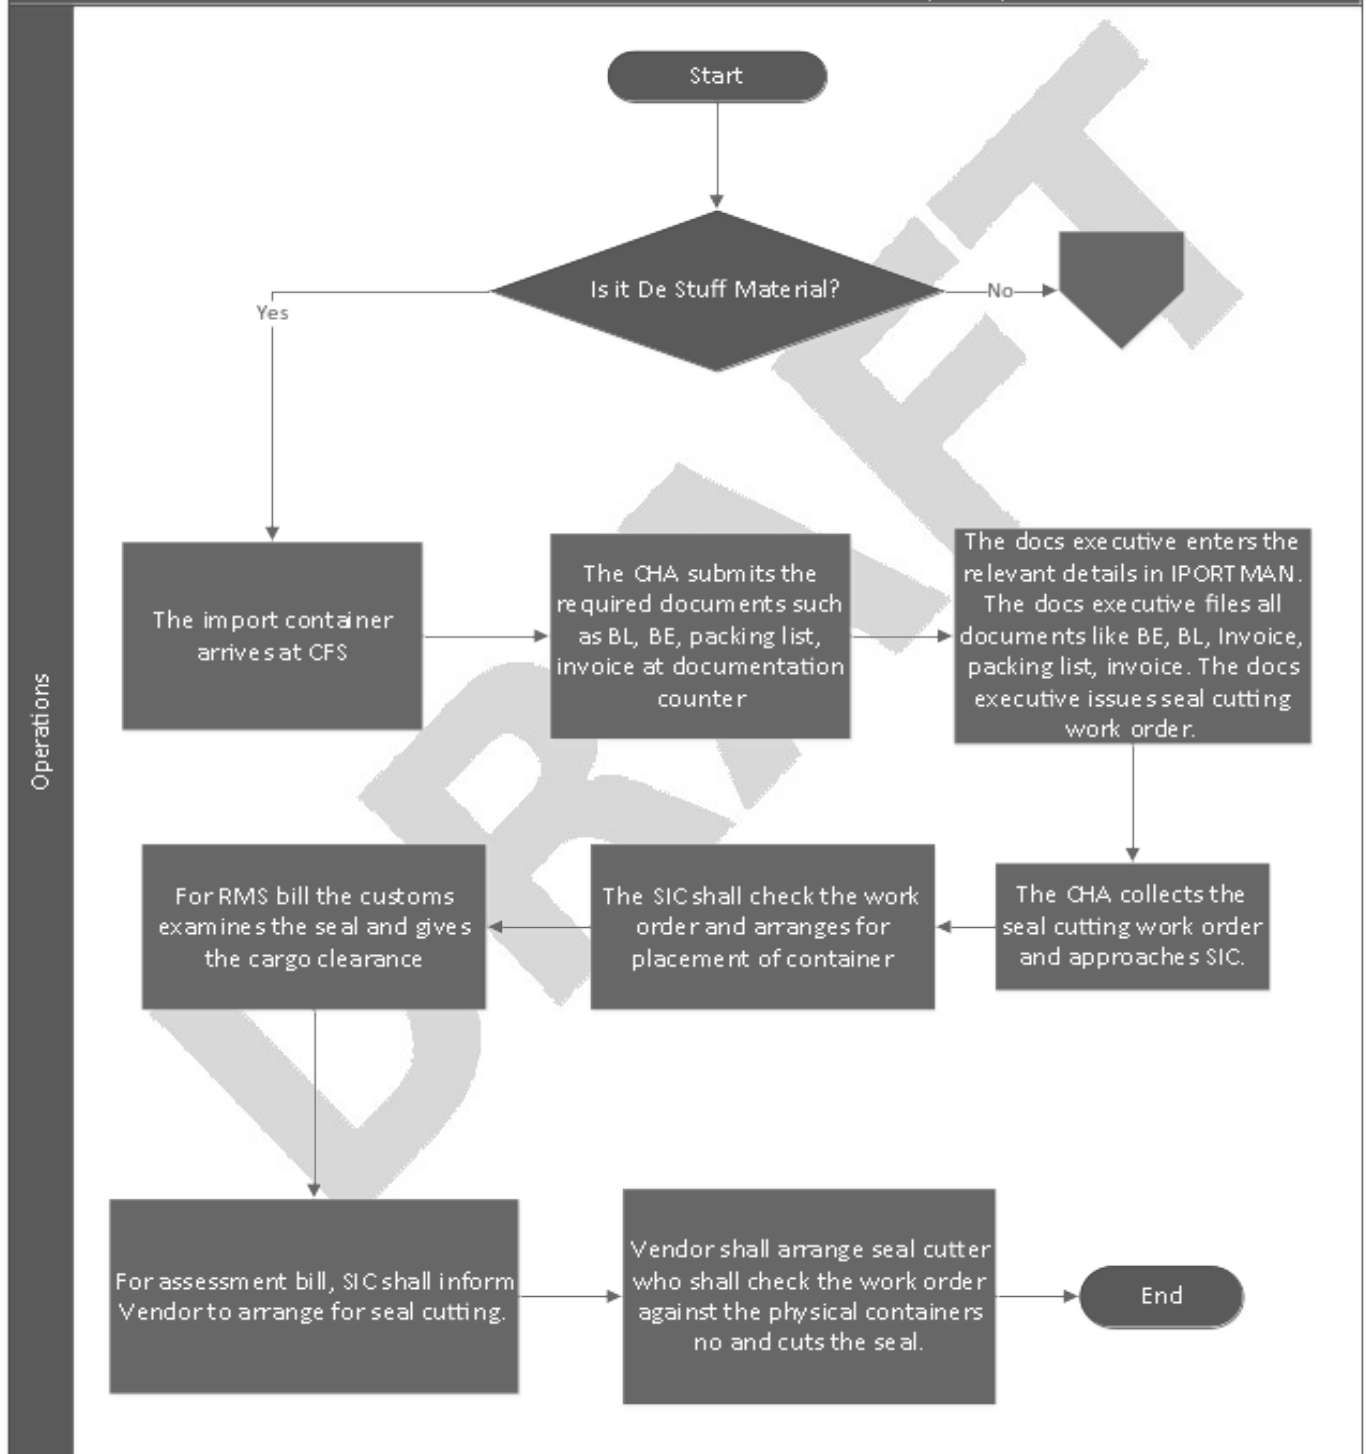 Start
Is it De Stuff Material?
No
Yes
The import container
arrives at CFS
The CHA submits the
required documents such
as BL, BE, packing list,
invoice at documentation
counter
The docs executive enters the
relevant details in IPORTMAN.
The docs executive files all
documents like BE, BL, Invoice,
packing list, invoice. The docs
executive issues seal cutting
work order.
The CHA collects the
seal cutting work order
and approaches SIC.
The SIC shall check the work
order and arranges for
placement of container
For RMS bill the customs
examines the seal and gives
the cargo clearance
For assessment bill, SIC shall inform
Vendor to arrange for seal cutting.
Vendor shall arrange seal cutter
who shall check the work order
against the physical containers
no and cuts the seal.
End
Operations
DRAFT